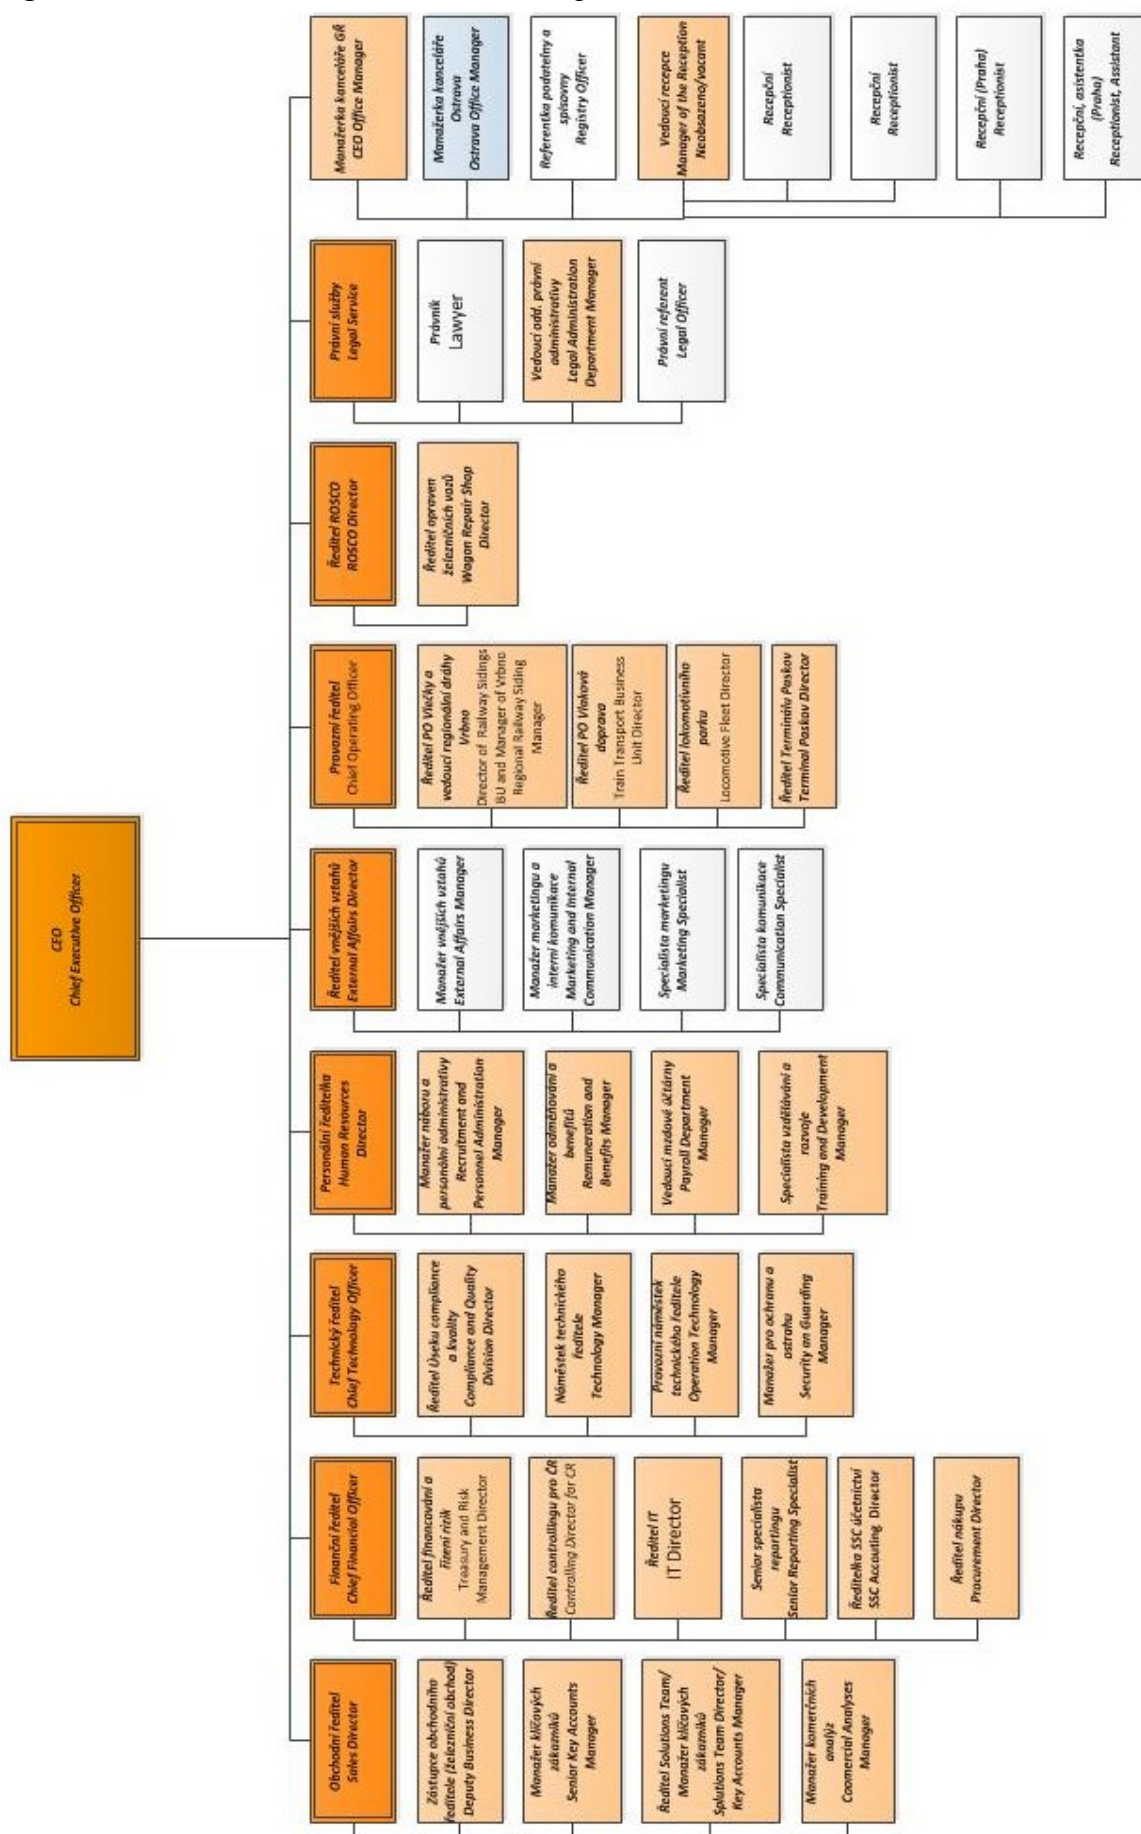 CEO
Chief Executive Officer
Obchodní ředitel
Sales Director
Zástupce obchodního
ředitele (železniční obchod)
Deputy Business Director
Manažer klíčových
zákazníků
Senior Key Accounts
Manager
Ředitel Solutions Team/
Manažer klíčových
zákazníků
Splutions Team Director/
Key Accounts Manager
Manažer komerčních
analýz
Coomercial Analyses
Manager
Finanční ředitel
Chief Financial Officer
Ředitel financování a
řízení rizik
Treasury and Risk
Management Director
Ředitel controllingu pro ČR
Controlling Director for CR
Ředitel IT
IT Director
Senior specialista
reportingu
Senior Reporting Specialist
Ředitelka SSC účetnictví
SSC Accouting Director
Ředitel nákupu
Procurement Director
Technický ředitel
Chief Technology Officer
Ředitel Úseku compliance
a kvality
Compliance and Quality
Division Director
Náměstek technického
ředitele
Technology Manager
Provozní náměstek
technického ředitele
Operation Technology
Manager
Manažer pro ochranu a
ostrahu
Security an Guarding
Manager
Personální ředitelka
Human Resources
Director
Manažer náboru a
personální administrativy
Recruitment and
Personnel Administration
Manager
Manažer odměňování a
benefitů
Remuneration and
Benefits Manager
Vedoucí mzdové účtárny
Payroll Department
Manager
Specialista vzdělávání a
rozvoje
Training and Development
Manager
Ředitel vnějších vztahů
External Affairs Director
Manažer vnějších vztahů
External Affairs Manager
Manažer marketingu a
interní komunikace
Marketing and Internal
Communication Manager
Specialista marketingu
Marketing Specialist
Specialista komunikace
Communication Specialist
Provozní ředitel
Chief Operating Officer
Ředitel PO Vlečky a
vedoucí regionální dráhy
Vrbno
Director of Railway Sidings
BU and Manager of Vrbno
Regional Railway Siding
Manager
Ředitel PO Vlaková
doprava
Train Transport Business
Unit Director
Ředitel lokomotivního
parku
Locomotive Fleet Director
Ředitel Terminálu Paskov
Terminal Paskov Director
Ředitel ROSCO
ROSCO Director
Ředitel opraven
železničních vozů
Wagon Repair Shop
Director
Právní služby
Legal Service
Právník
Lawyer
Vedoucí odd. právní
administrativy
Legal Administration
Department Manager
Právní referent
Legal Officer
Manažerka kanceláře GŘ
CEO Office Manager
Manažerka kanceláře
Ostrava
Ostrava Office Manager
Referentka podatelny a
spisovny
Registry Officer
Vedoucí recepce
Manager of the Reception
Neobsazeno/vacant
Recepční
Receptionist
Recepční
Receptionist
Recepční (Praha)
Receptionist
Recepční, asistentka
(Praha)
Receptionist, Assistant